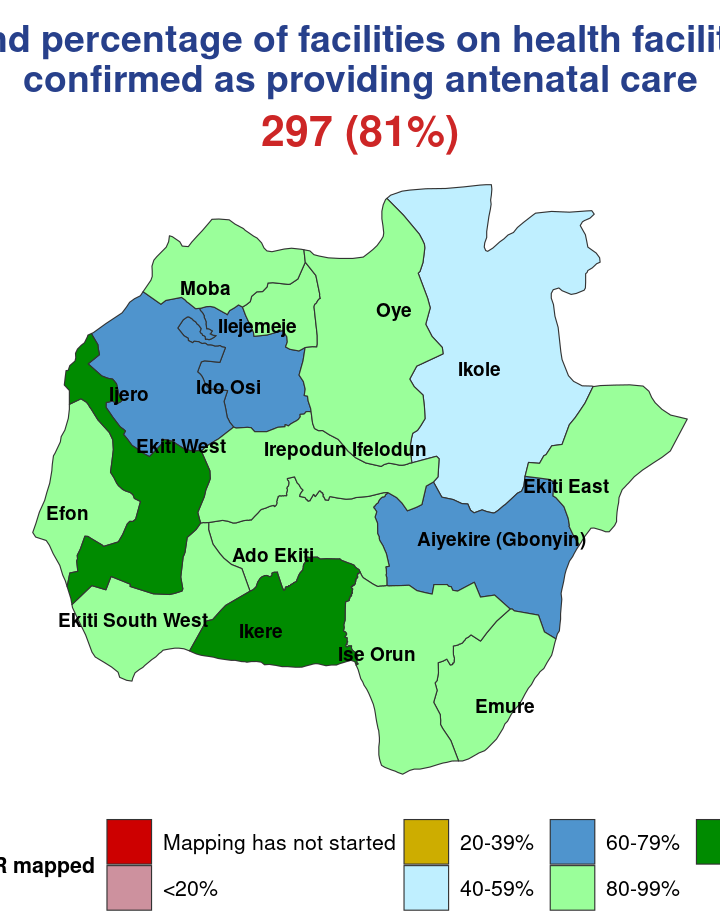 percentage of facilities on health
confirmed as providing antenatal care
297 (81%)
Moba
Ilejemeje
Oye
Ikole
Ijero
Ido Osi
Ekiti West
Irepodun Ifelodun
Ekiti East
Efon
Aiyekire (Gbonyin)
Ado Ekiti
Ekiti South West
Ikere
Ise Orun
Emure
Mapping has not started
20-39%
60-79%
mapped
<20%
40-59%
80-99%